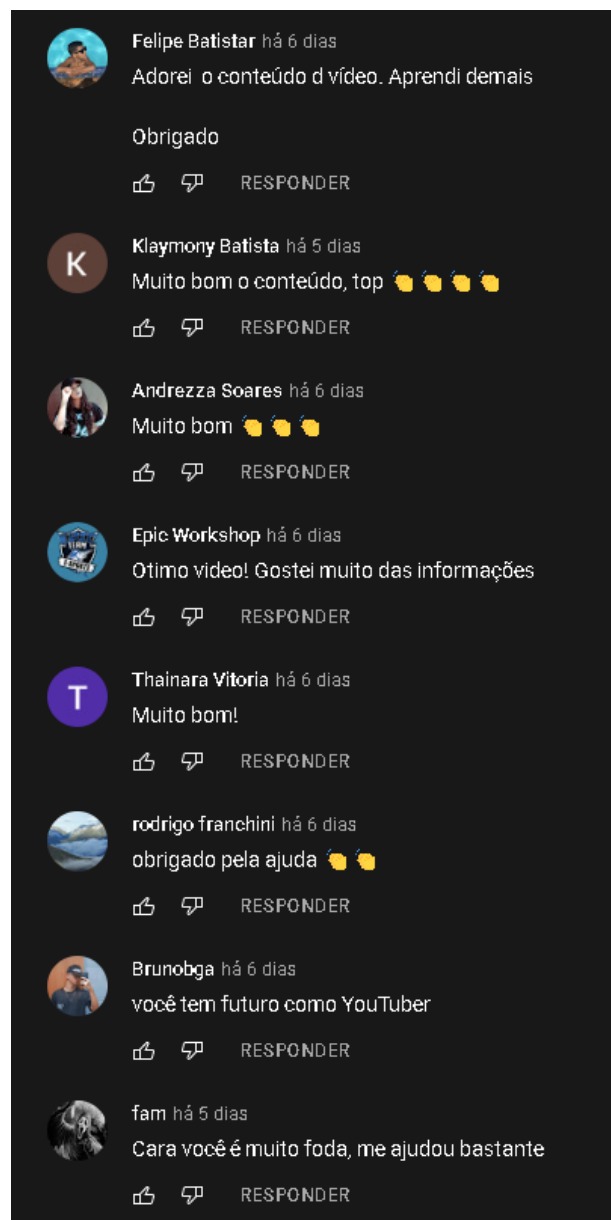 Felipe Batistar há 6 dias
Adorei o conteúdo d vídeo. Aprendi demais
Obrigado
RESPONDER
K
Klaymony Batista há 5 dias
Muito bom o conteúdo, top 👏👏👏👏
RESPONDER
Andrezza Soares há 6 dias
Muito bom 👏👏👏
RESPONDER
Epic Workshop há 6 dias
Otimo video! Gostei muito das informações
RESPONDER
T
Thainara Vitoria há 6 dias
Muito bom!
RESPONDER
rodrigo franchini há 6 dias
obrigado pela ajuda 👏👏
RESPONDER
Brunobga há 6 dias
você tem futuro como YouTuber
RESPONDER
fam há 5 dias
Cara você é muito foda, me ajudou bastante
RESPONDER